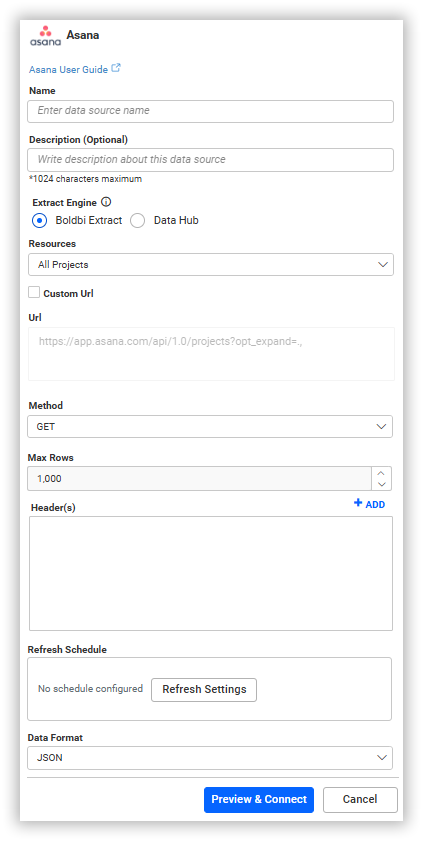 asana Asana
Asana User Guide
Name
Enter data source name
Description (Optional)
Write description about this data source
*1024 characters maximum
Extract Engine
Boldbi Extract Data Hub
Resources
All Projects
Custom Url
Url
https://app.asana.com/api/1.0/projects?opt_expand=.,
Method
GET
Max Rows
1,000
Header(s) + ADD
Refresh Schedule
No schedule configured Refresh Settings
Data Format
JSON
Preview & Connect Cancel